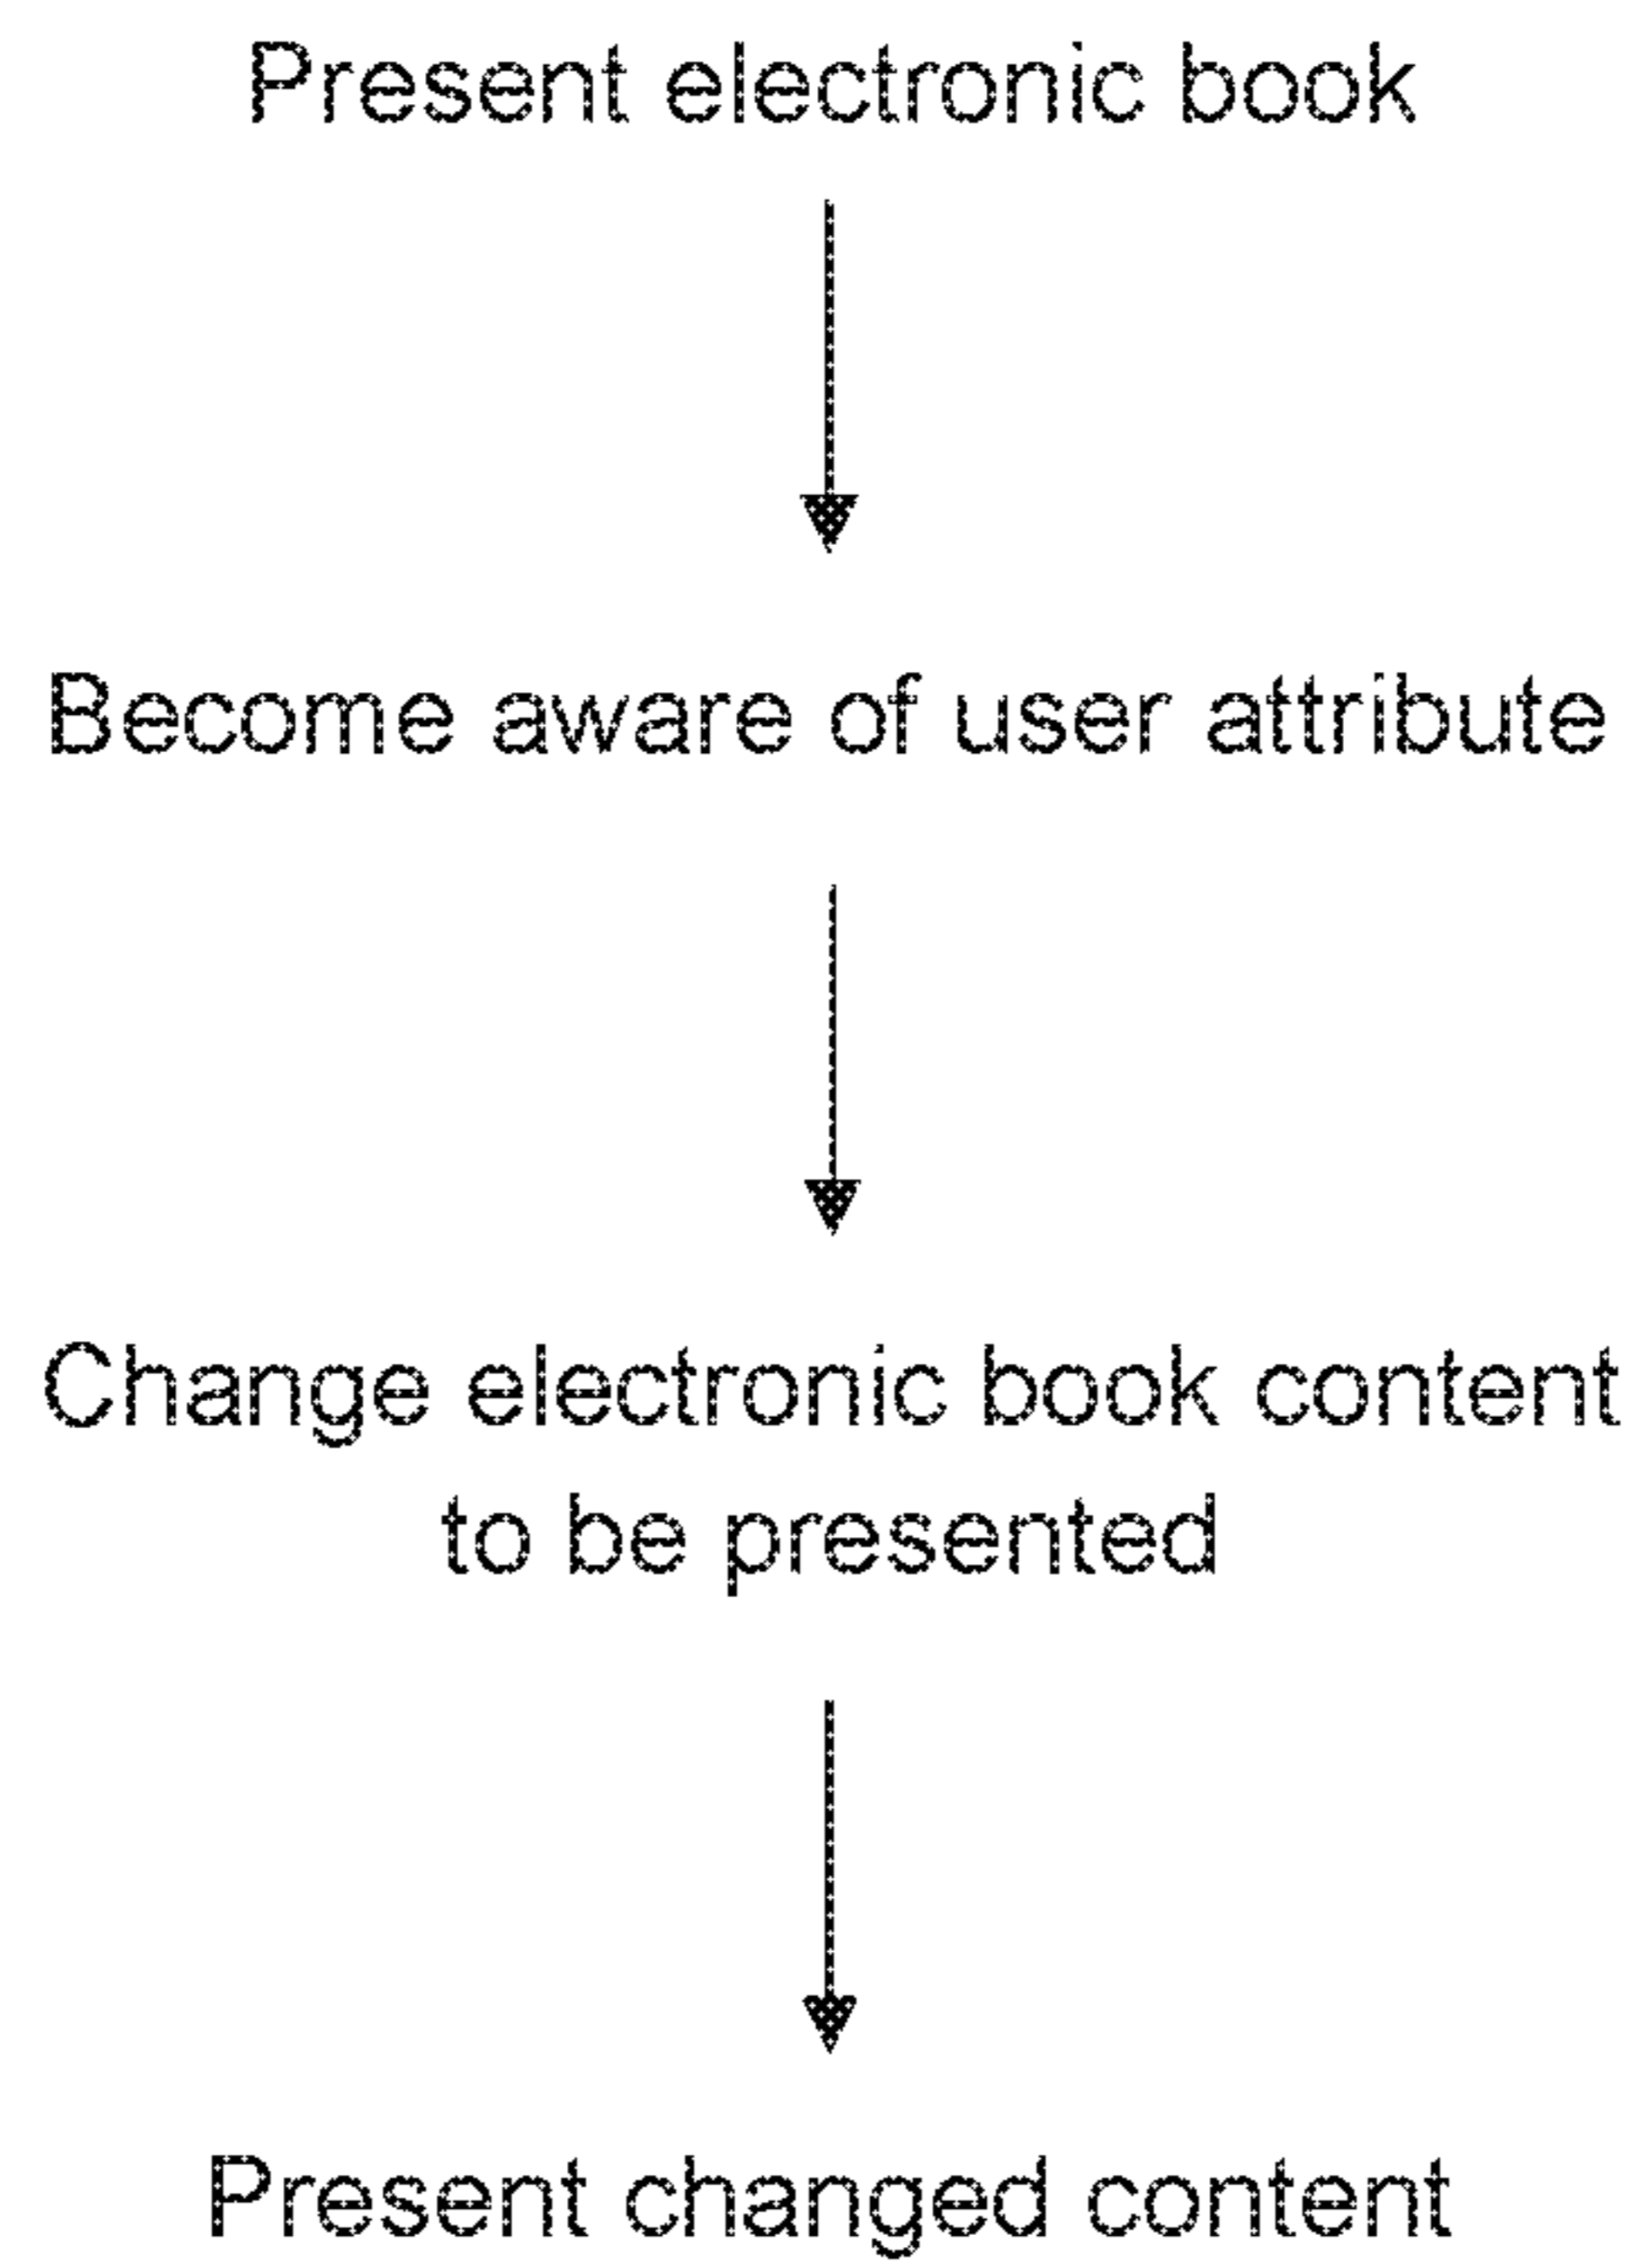 Present electronic book
Become aware of user attribute
Change electronic book content
to be presented
Present changed content